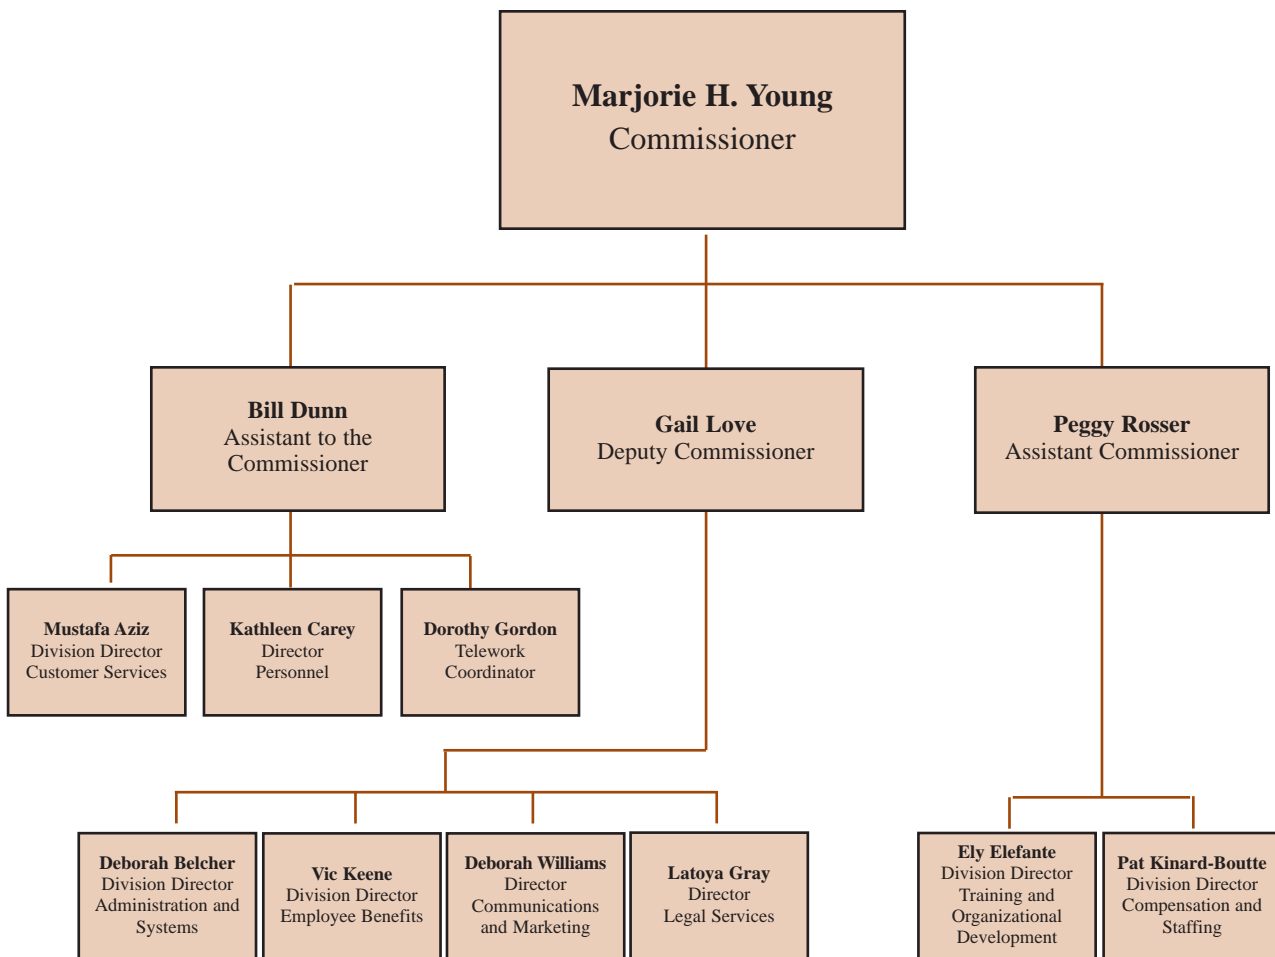 Marjorie H. Young
Commissioner
Bill Dunn
Assistant to the
Commissioner
Gail Love
Deputy Commissioner
Peggy Rosser
Assistant Commissioner
Mustafa Aziz
Division Director
Customer Services
Kathleen Carey
Director
Personnel
Dorothy Gordon
Telework
Coordinator
Deborah Belcher
Division Director
Administration and
Systems
Vic Keene
Division Director
Employee Benefits
Deborah Williams
Director
Communications
and Marketing
Latoya Gray
Director
Legal Services
Ely Elefante
Division Director
Training and
Organizational
Development
Pat Kinard-Boutte
Division Director
Compensation and
Staffing